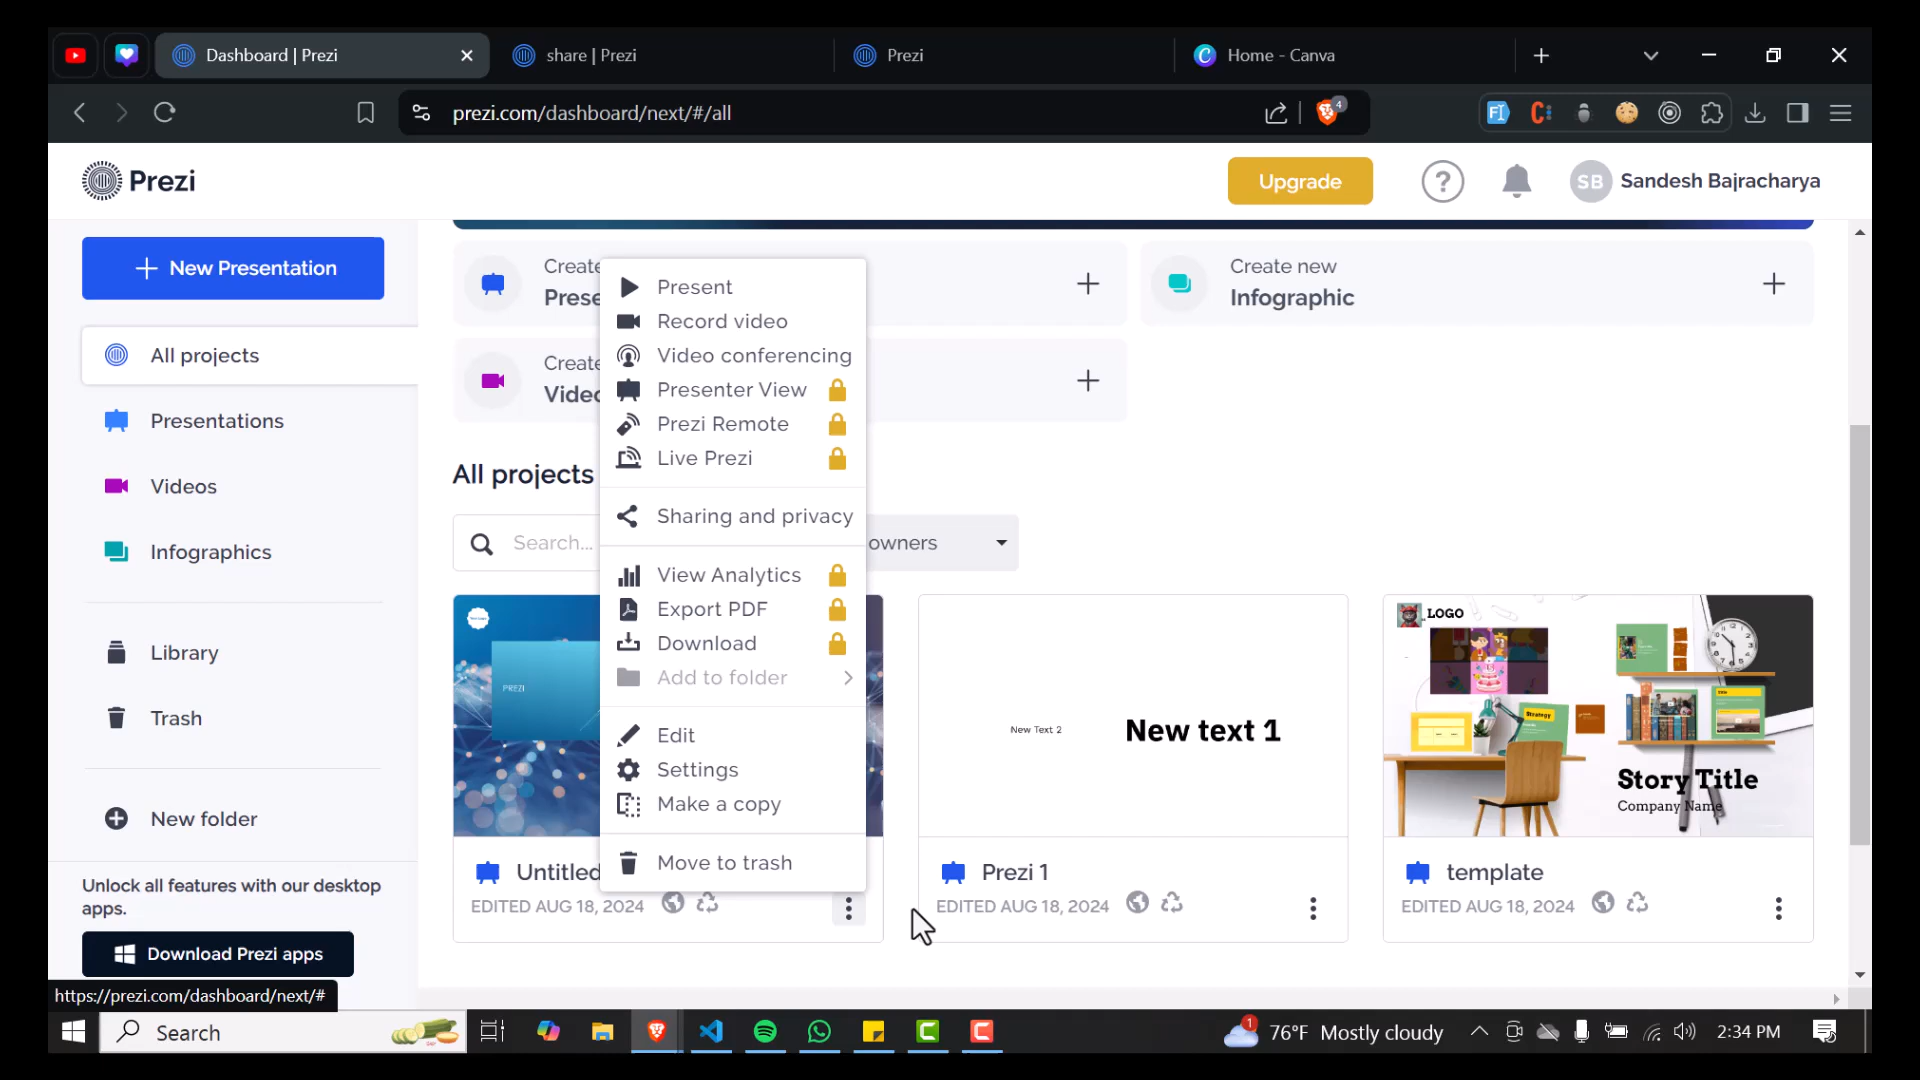 Dashboard | Prezi
share | Prezi
Prezi
Home - Canva
prezi.com/dashboard/next/#/all
4
Prezi
Upgrade
?
SB
Sandesh Bajracharya
New Presentation
All projects
Presentations
Videos
Infographics
Library
Trash
New folder
Unlock all features with our desktop
apps.
Download Prezi apps
https://prezi.com/dashboard/next/#
Create
Prese
Create new
Infographic
Create
Videc
All projects
Search...
owners
Present
Record video
Video conferencing
Presenter View
Prezi Remote
Live Prezi
Sharing and privacy
View Analytics
Export PDF
Download
Add to folder
Edit
Settings
Make a copy
Move to trash
PREZI
Untitled
EDITED AUG 18, 2024
New Text 2
New text 1
Prezi 1
EDITED AUG 18, 2024
LOGO
Strategy
Title
Story Title
Company Name
template
EDITED AUG 18, 2024
Search
1
76°F Mostly cloudy
2:34 PM